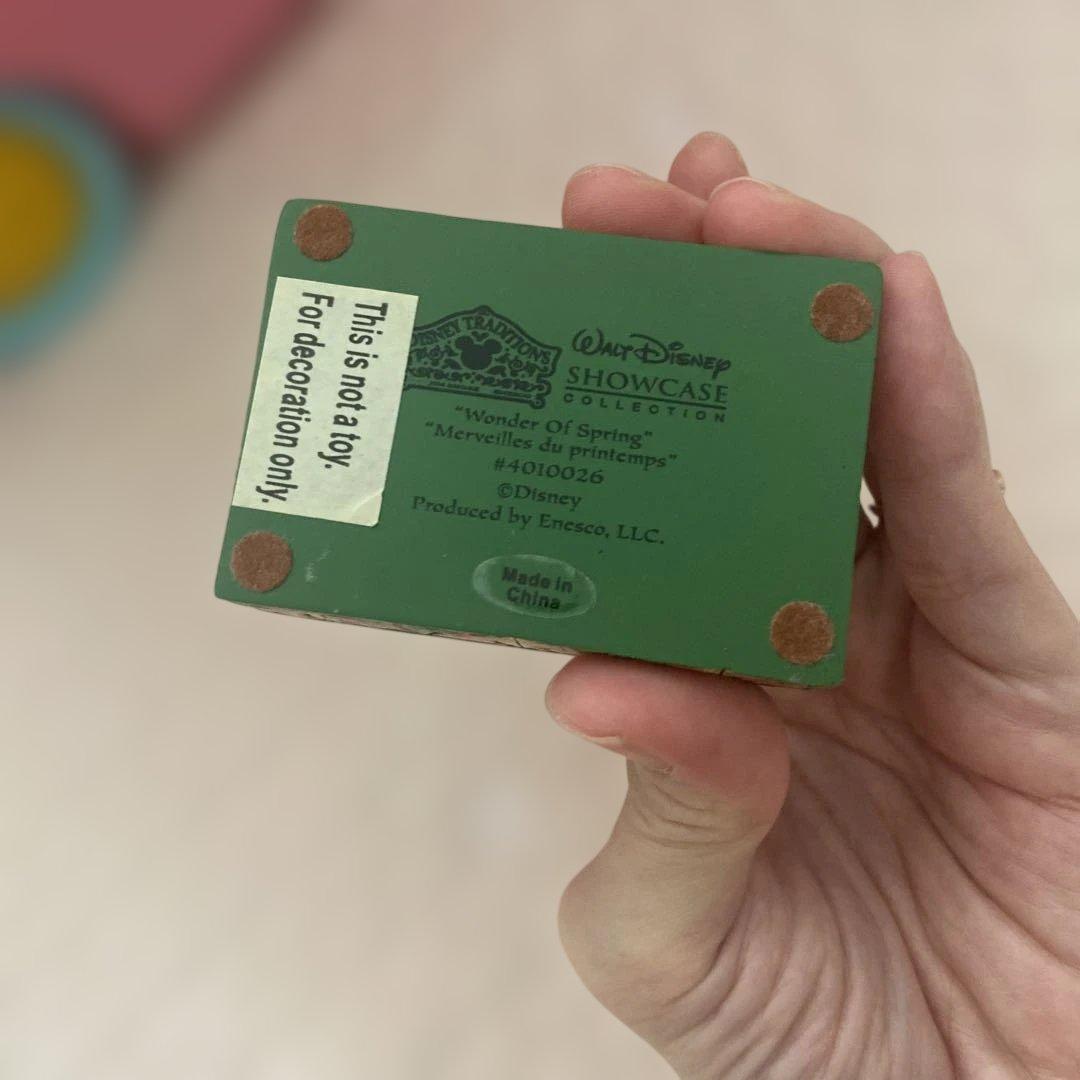 This is not a toy.
For decoration only.
DISNEY TRADITIONS
WALT DISNEY
SHOWCASE
COLLECTION
"Wonder Of Spring"
"Merveilles du printemps"
#4010026
©Disney
Produced by Enesco, LLC.
Made in
China